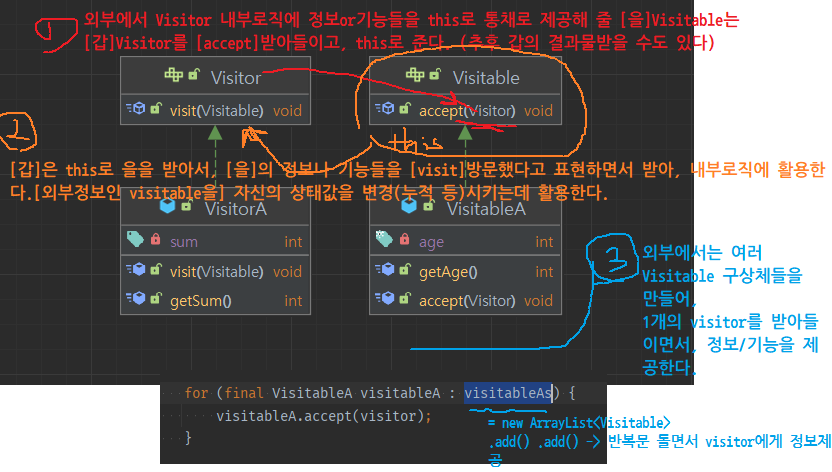 1
외부에서 Visitor 내부로직에 정보or기능들을 this로 통채로 제공해 줄 [을]Visitable는
[갑]Visitor를 [accept]받아들이고, this로 준다. (추후 갑의 결과물받을 수도 있다)
Visitor
visit(Visitable) void
Visitable
accept(Visitor) void
this
2
[갑]은 this로 을을 받아서, [을]의 정보나 기능들을 [visit]방문했다고 표현하면서 받아, 내부로직에 활용한
다.[외부정보인 visitable을] 자신의 상태값을 변경(누적 등)시키는데 활용한다.
VisitorA
sum int
visit(Visitable) void
getSum() int
VisitableA
age int
getAge() int
accept(Visitor) void
3
외부에서는 여러
Visitable 구상체들을
만들어,
1개의 visitor를 받아들
이면서, 정보/기능을 제
공한다.
for (final VisitableA visitableA : visitableAs) {
visitableA.accept(visitor);
}
= new ArrayList<Visitable>
.add() .add() -> 반복문 돌면서 visitor에게 정보제
공